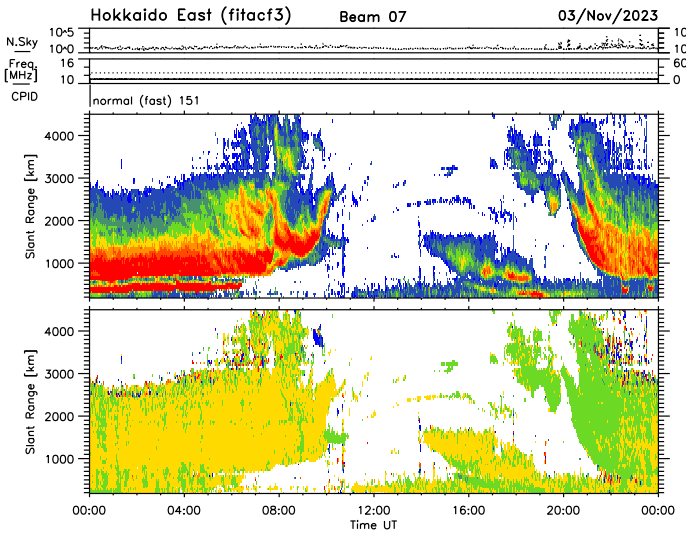 Hokkaido East (fitacf3) Beam 07 03/Nov/2023
N.Sky 10^5 10^0 10 10
Freq. [MHz] 16 10 60 0
CPID normal (fast) 151
Slant Range [km] 4000 3000 2000 1000
Slant Range [km] 4000 3000 2000 1000
00:00 04:00 08:00 12:00 16:00 20:00 00:00
Time UT